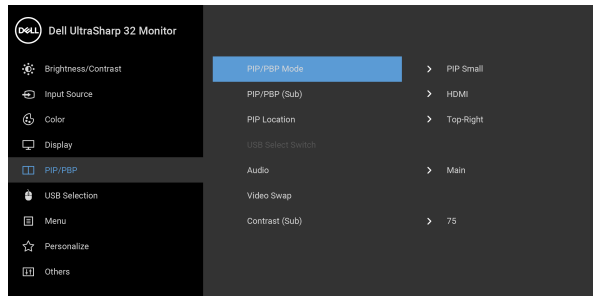 DELL Dell UltraSharp 32 Monitor
Brightness/Contrast
Input Source
Color
Display
PIP/PBP
USB Selection
Menu
Personalize
Others
PIP/PBP Mode > PIP Small
PIP/PBP (Sub) > HDMI
PIP Location > Top-Right
USB Select Switch
Audio > Main
Video Swap
Contrast (Sub) > 75